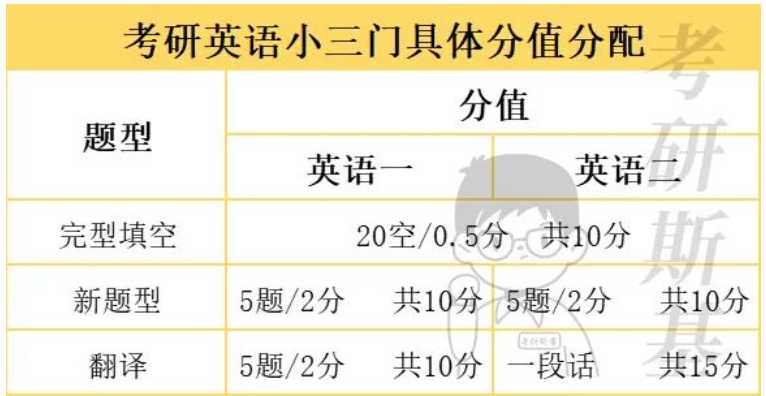 考研英语小三门具体分值分配
题型
分值
英语一 英语二
完型填空 20空/0.5分 共10分
新题型 5题/2分 共10分 5题/2分 共10分
翻译 5题/2分 共10分 一段话 共15分
考研斯基